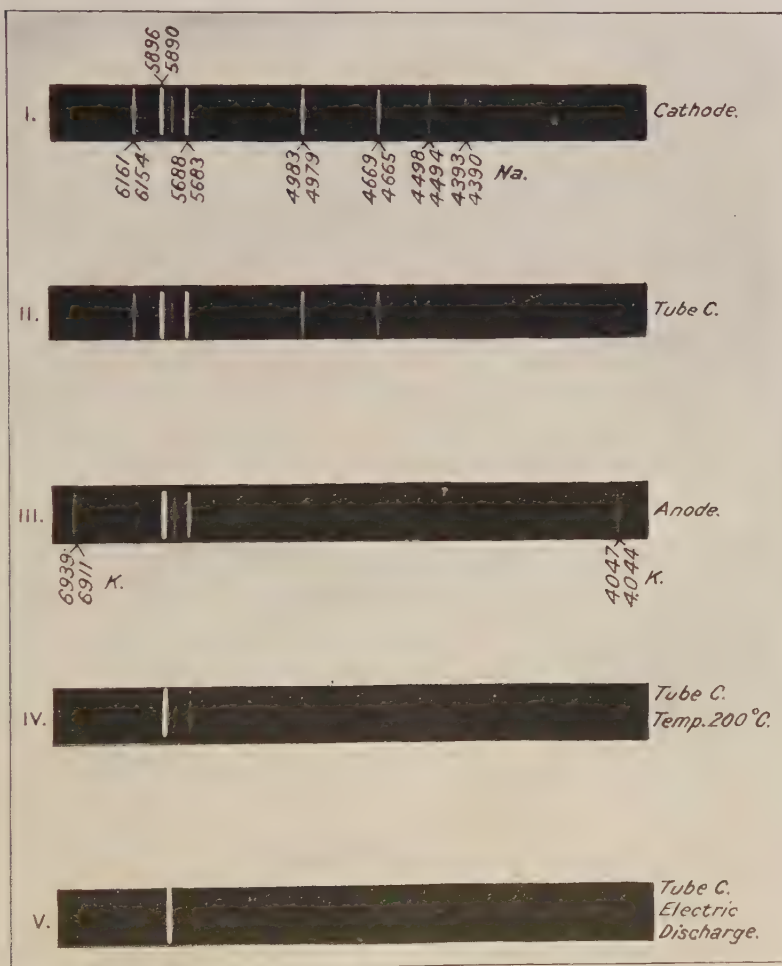 5896
5890
I.
Cathode.
6161
6154
5688
5683
4983
4979
4669
4665
4498
4494
4393
4390
Na.
II.
Tube C.
III.
Anode.
6939
6911
K.
4047
4044
K.
IV.
Tube C.
Temp. 200°C.
V.
Tube C.
Electric
Discharge.